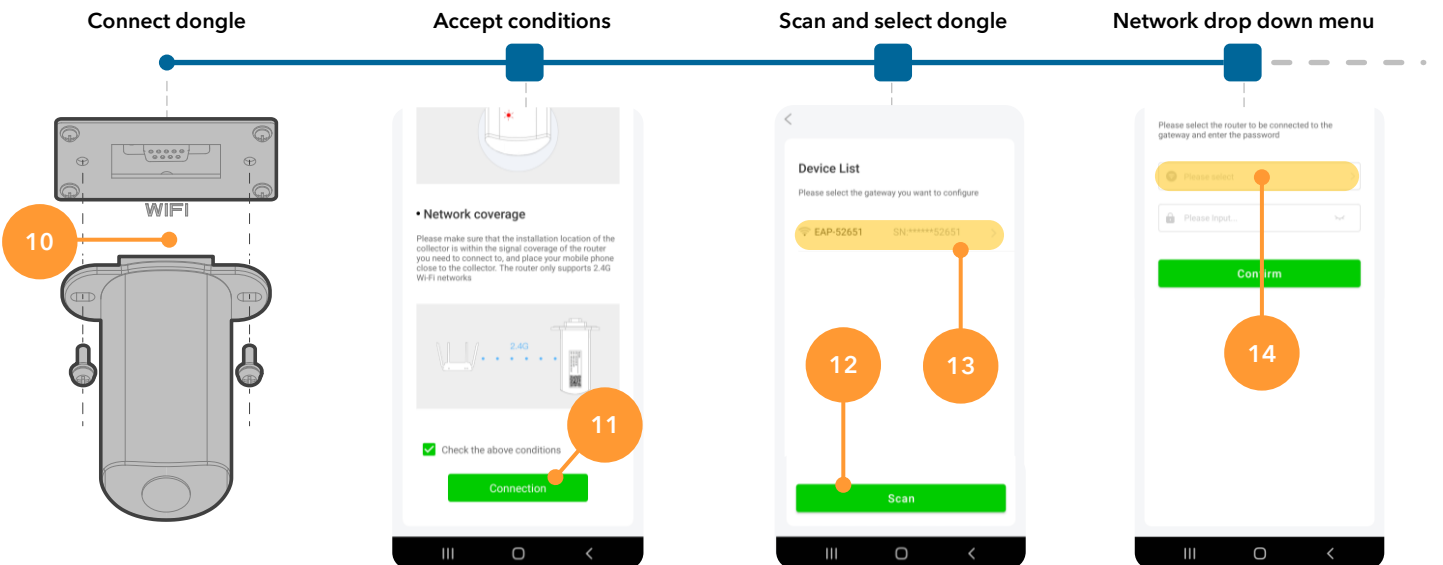 Connect dongle
Accept conditions
Scan and select dongle
Network drop down menu
WIFI
10
• Network coverage
Please make sure that the installation location of the
collector is within the signal coverage of the router
you need to connect to, and place your mobile phone
close to the collector. The router only supports 2.4G
Wi-Fi networks
2.4G
11
Check the above conditions
Connection
Device List
Please select the gateway you want to configure
EAP-52651 SN:******52651
12
13
Scan
Please select the router to be connected to the
gateway and enter the password
Please select
Please Input...
Confirm
14